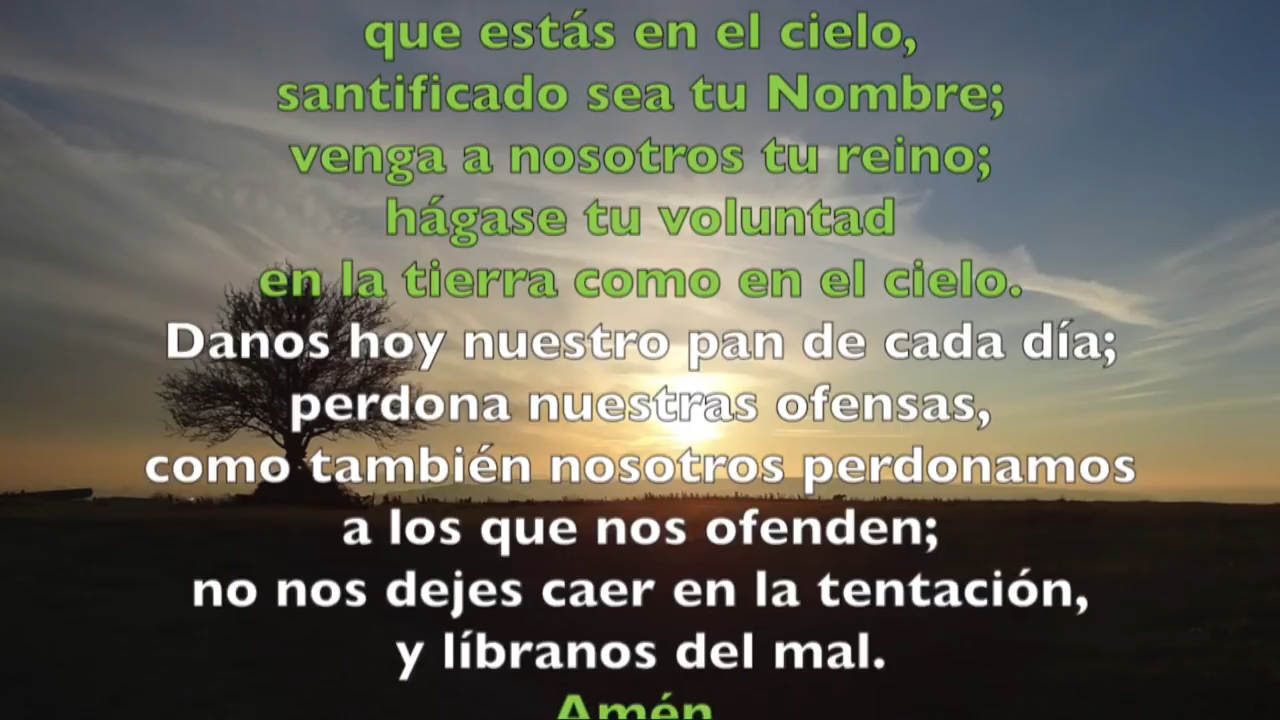 que estás en el cielo,
santificado sea tu Nombre;
venga a nosotros tu reino;
hágase tu voluntad
en la tierra como en el cielo.
Danos hoy nuestro pan de cada día;
perdona nuestras ofensas,
como también nosotros perdonamos
a los que nos ofenden;
no nos dejes caer en la tentación,
y líbranos del mal.
Amén